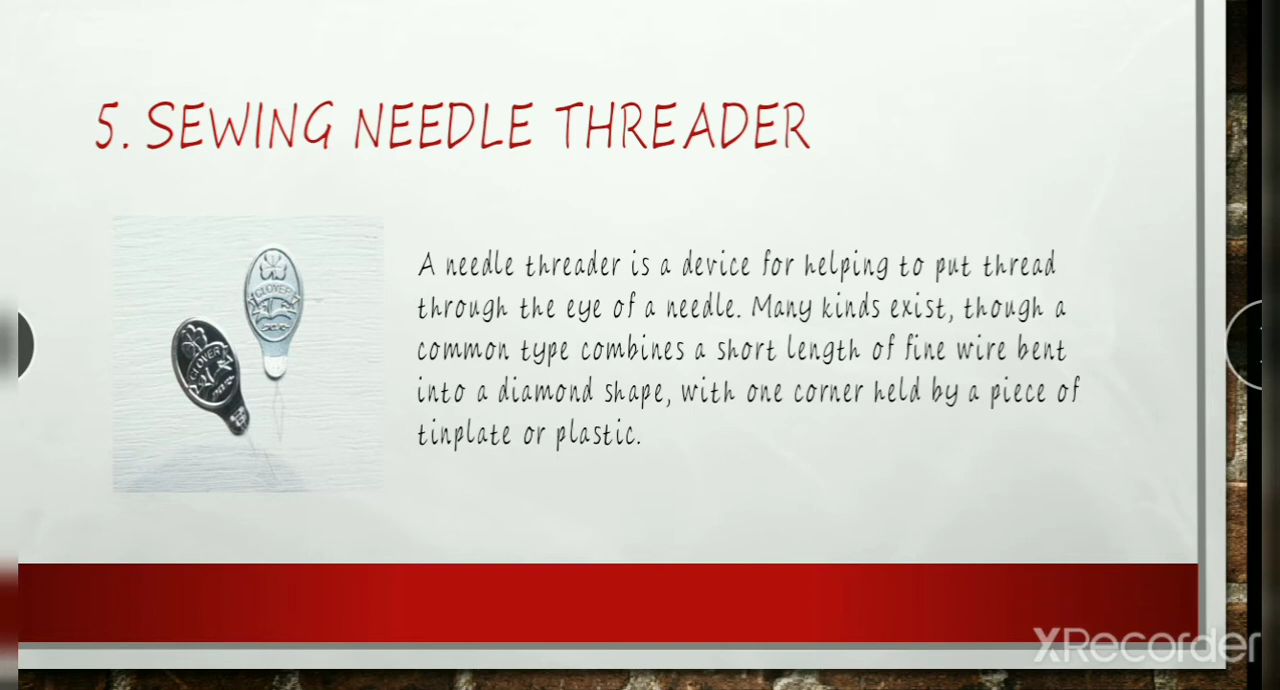 5. SEWING NEEDLE THREADER
CLOVER
CLOVER
A needle threader is a device for helping to put thread
through the eye of a needle. Many kinds exist, though a
common type combines a short length of fine wire bent
into a diamond shape, with one corner held by a piece of
tinplate or plastic.
XRecorder